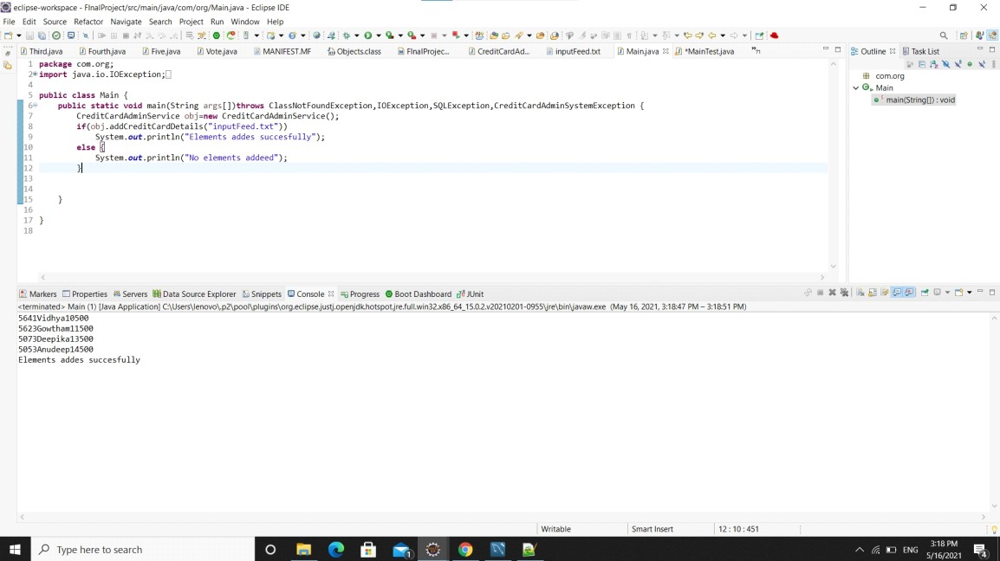 eclipse-workspace - FInalProject/src/main/java/com/org/Main.java - Eclipse IDE
File Edit Source Refactor Navigate Search Project Run Window Help
Third.java Fourth.java Five.java Vote.java MANIFEST.MF Objects.class FInalProjec... CreditCardAd... inputFeed.txt Main.java *MainTest.java
Outline Task List
1 package com.org;
2 import java.io.IOException;
4
5 public class Main {
6 public static void main(String args[])throws ClassNotFoundException,IOException,SQLException,CreditCardAdminSystemException {
7 CreditCardAdminService obj=new CreditCardAdminService();
8 if(obj.addCreditCardDetails("inputFeed.txt"))
9 System.out.println("Elements addes succesfully");
10 else {
11 System.out.println("No elements addeed");
12 }
13
14
15 }
16
17 }
18
com.org
Main
main(String[]) : void
Markers Properties Servers Data Source Explorer Snippets Console Progress Boot Dashboard JUnit
<terminated> Main (1) [Java Application] C:\Users\lenovo\.p2\pool\plugins\org.eclipse.justj.openjdk.hotspot.jre.full.win32.x86_64_15.0.2.v20210201-0955\jre\bin\javaw.exe (May 16, 2021, 3:18:47 PM – 3:18:51 PM)
5641Vidhya10500
5623Gowtham11500
5073Deepika13500
5053Anudeep14500
Elements addes succesfully
Writable Smart Insert 12 : 10 : 451
Type here to search
1
ENG
3:18 PM
5/16/2021
4